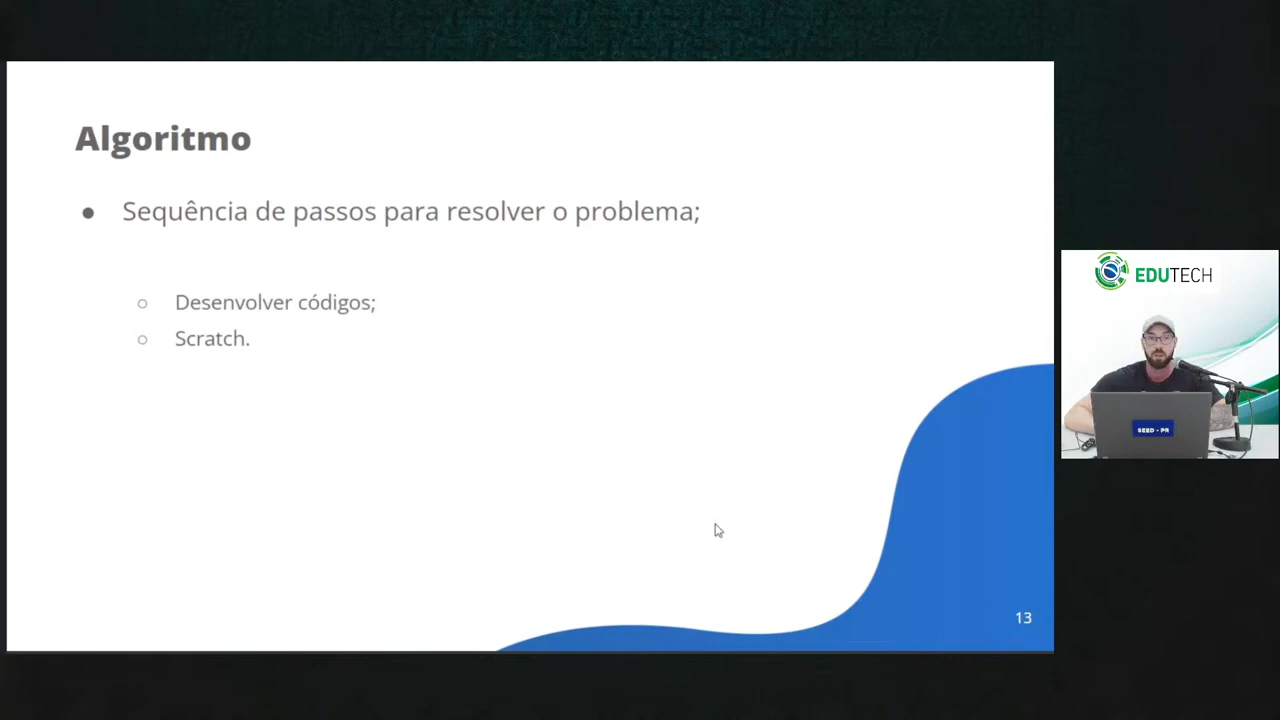 Algoritmo
● Sequência de passos para resolver o problema;
○ Desenvolver códigos;
○ Scratch.
13
EDUTECH
SEED - PR